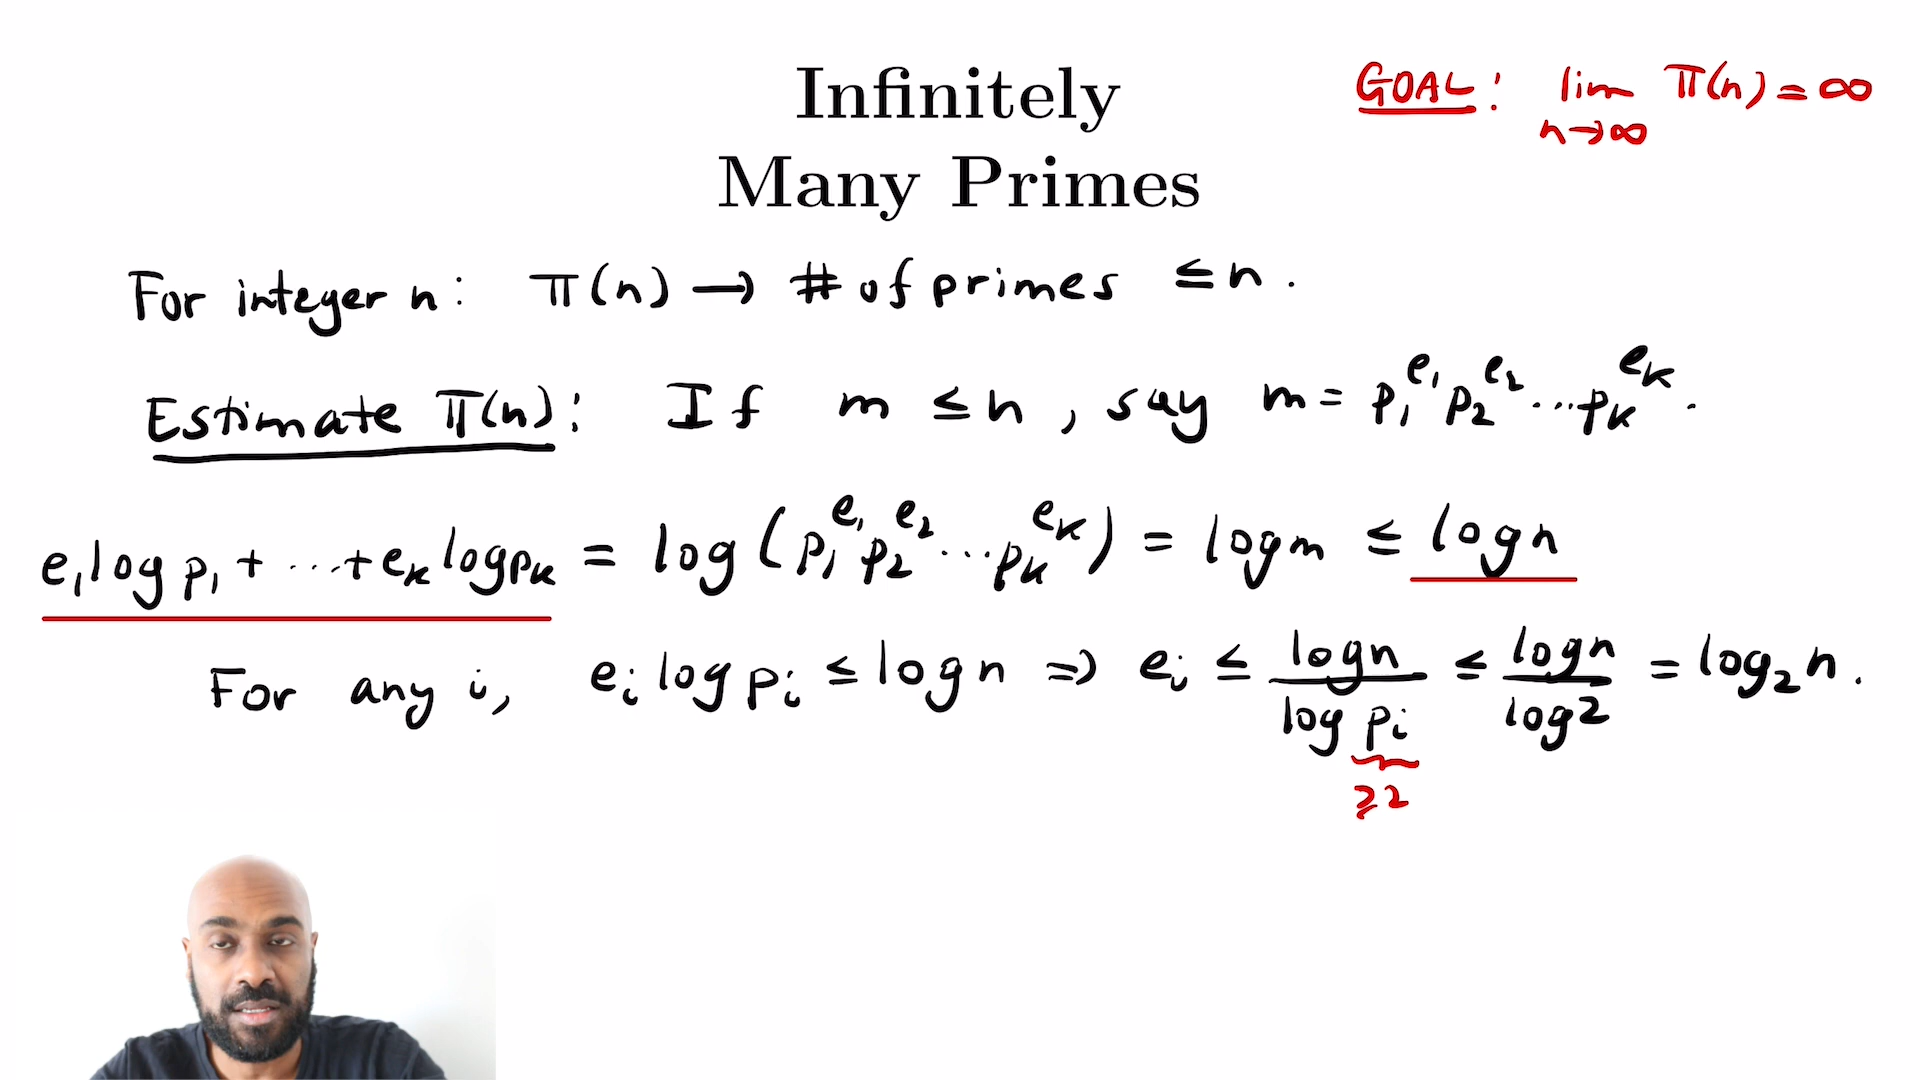 Infinitely
Many Primes
GOAL: lim π(n) = ∞
n→∞
For integer n: π(n) → # of primes ≤ n.
Estimate π(n): If m ≤ n, say m = p₁^e₁ p₂^e₂ ... pₖ^eₖ.
e₁ log p₁ + ... + eₖ log pₖ = log (p₁^e₁ p₂^e₂ ... pₖ^eₖ) = log m ≤ log n
For any i, eᵢ log pᵢ ≤ log n ⇒ eᵢ ≤ log n / log pᵢ ≤ log n / log 2 = log₂ n.
≥2